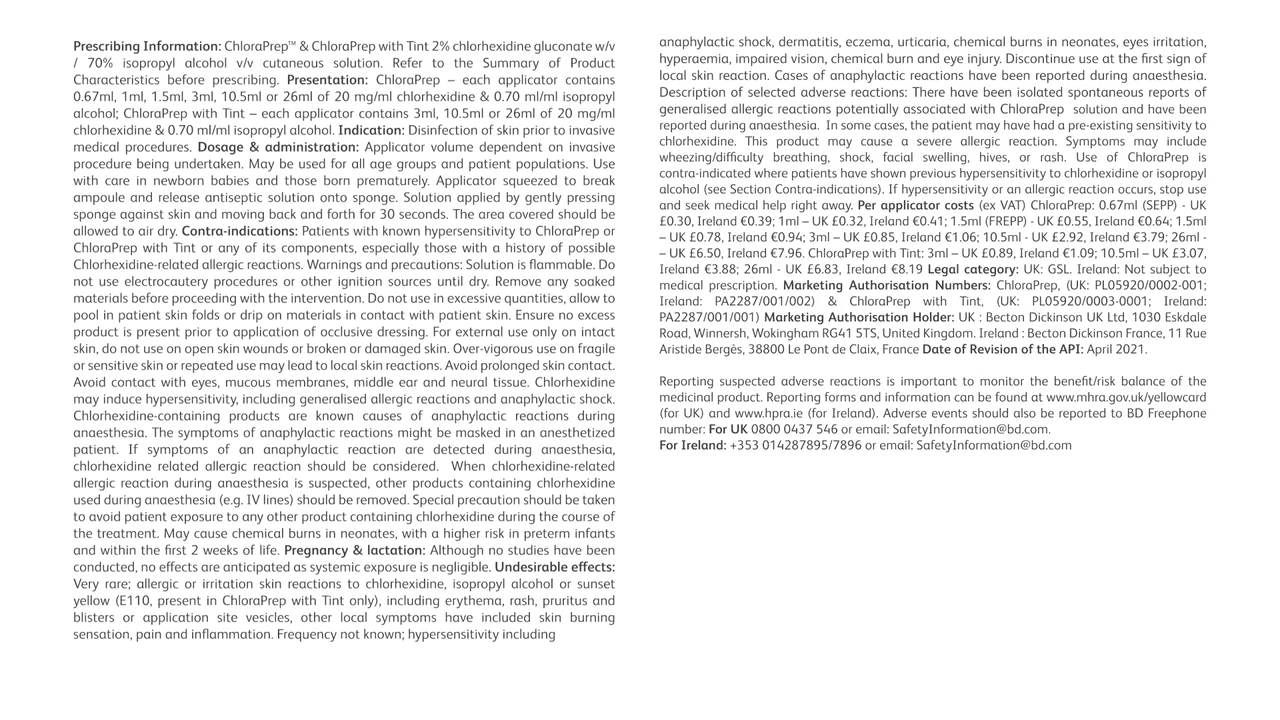 Prescribing Information: ChloraPrep™ & ChloraPrep with Tint 2% chlorhexidine gluconate w/v
/ 70% isopropyl alcohol v/v cutaneous solution. Refer to the Summary of Product
Characteristics before prescribing. Presentation: ChloraPrep – each applicator contains
0.67ml, 1ml, 1.5ml, 3ml, 10.5ml or 26ml of 20 mg/ml chlorhexidine & 0.70 ml/ml isopropyl
alcohol; ChloraPrep with Tint – each applicator contains 3ml, 10.5ml or 26ml of 20 mg/ml
chlorhexidine & 0.70 ml/ml isopropyl alcohol. Indication: Disinfection of skin prior to invasive
medical procedures. Dosage & administration: Applicator volume dependent on invasive
procedure being undertaken. May be used for all age groups and patient populations. Use
with care in newborn babies and those born prematurely. Applicator squeezed to break
ampoule and release antiseptic solution onto sponge. Solution applied by gently pressing
sponge against skin and moving back and forth for 30 seconds. The area covered should be
allowed to air dry. Contra-indications: Patients with known hypersensitivity to ChloraPrep or
ChloraPrep with Tint or any of its components, especially those with a history of possible
Chlorhexidine-related allergic reactions. Warnings and precautions: Solution is flammable. Do
not use electrocautery procedures or other ignition sources until dry. Remove any soaked
materials before proceeding with the intervention. Do not use in excessive quantities, allow to
pool in patient skin folds or drip on materials in contact with patient skin. Ensure no excess
product is present prior to application of occlusive dressing. For external use only on intact
skin, do not use on open skin wounds or broken or damaged skin. Over-vigorous use on fragile
or sensitive skin or repeated use may lead to local skin reactions. Avoid prolonged skin contact.
Avoid contact with eyes, mucous membranes, middle ear and neural tissue. Chlorhexidine
may induce hypersensitivity, including generalised allergic reactions and anaphylactic shock.
Chlorhexidine-containing products are known causes of anaphylactic reactions during
anaesthesia. The symptoms of anaphylactic reactions might be masked in an anesthetized
patient. If symptoms of an anaphylactic reaction are detected during anaesthesia,
chlorhexidine related allergic reaction should be considered. When chlorhexidine-related
allergic reaction during anaesthesia is suspected, other products containing chlorhexidine
used during anaesthesia (e.g. IV lines) should be removed. Special precaution should be taken
to avoid patient exposure to any other product containing chlorhexidine during the course of
the treatment. May cause chemical burns in neonates, with a higher risk in preterm infants
and within the first 2 weeks of life. Pregnancy & lactation: Although no studies have been
conducted, no effects are anticipated as systemic exposure is negligible. Undesirable effects:
Very rare; allergic or irritation skin reactions to chlorhexidine, isopropyl alcohol or sunset
yellow (E110, present in ChloraPrep with Tint only), including erythema, rash, pruritus and
blisters or application site vesicles, other local symptoms have included skin burning
sensation, pain and inflammation. Frequency not known; hypersensitivity including
anaphylactic shock, dermatitis, eczema, urticaria, chemical burns in neonates, eyes irritation,
hyperaemia, impaired vision, chemical burn and eye injury. Discontinue use at the first sign of
local skin reaction. Cases of anaphylactic reactions have been reported during anaesthesia.
Description of selected adverse reactions: There have been isolated spontaneous reports of
generalised allergic reactions potentially associated with ChloraPrep solution and have been
reported during anaesthesia. In some cases, the patient may have had a pre-existing sensitivity to
chlorhexidine. This product may cause a severe allergic reaction. Symptoms may include
wheezing/difficulty breathing, shock, facial swelling, hives, or rash. Use of ChloraPrep is
contra-indicated where patients have shown previous hypersensitivity to chlorhexidine or isopropyl
alcohol (see Section Contra-indications). If hypersensitivity or an allergic reaction occurs, stop use
and seek medical help right away. Per applicator costs (ex VAT) ChloraPrep: 0.67ml (SEPP) - UK
£0.30, Ireland €0.39; 1ml – UK £0.32, Ireland €0.41; 1.5ml (FREPP) - UK £0.55, Ireland €0.64; 1.5ml
– UK £0.78, Ireland €0.94; 3ml – UK £0.85, Ireland €1.06; 10.5ml - UK £2.92, Ireland €3.79; 26ml -
– UK £6.50, Ireland €7.96. ChloraPrep with Tint: 3ml – UK £0.89, Ireland €1.09; 10.5ml – UK £3.07,
Ireland €3.88; 26ml - UK £6.83, Ireland €8.19 Legal category: UK: GSL. Ireland: Not subject to
medical prescription. Marketing Authorisation Numbers: ChloraPrep, (UK: PL05920/0002-001;
Ireland: PA2287/001/002) & ChloraPrep with Tint, (UK: PL05920/0003-0001; Ireland:
PA2287/001/001) Marketing Authorisation Holder: UK : Becton Dickinson UK Ltd, 1030 Eskdale
Road, Winnersh, Wokingham RG41 5TS, United Kingdom. Ireland : Becton Dickinson France, 11 Rue
Aristide Bergès, 38800 Le Pont de Claix, France Date of Revision of the API: April 2021.
Reporting suspected adverse reactions is important to monitor the benefit/risk balance of the
medicinal product. Reporting forms and information can be found at www.mhra.gov.uk/yellowcard
(for UK) and www.hpra.ie (for Ireland). Adverse events should also be reported to BD Freephone
number: For UK 0800 0437 546 or email: SafetyInformation@bd.com.
For Ireland: +353 014287895/7896 or email: SafetyInformation@bd.com